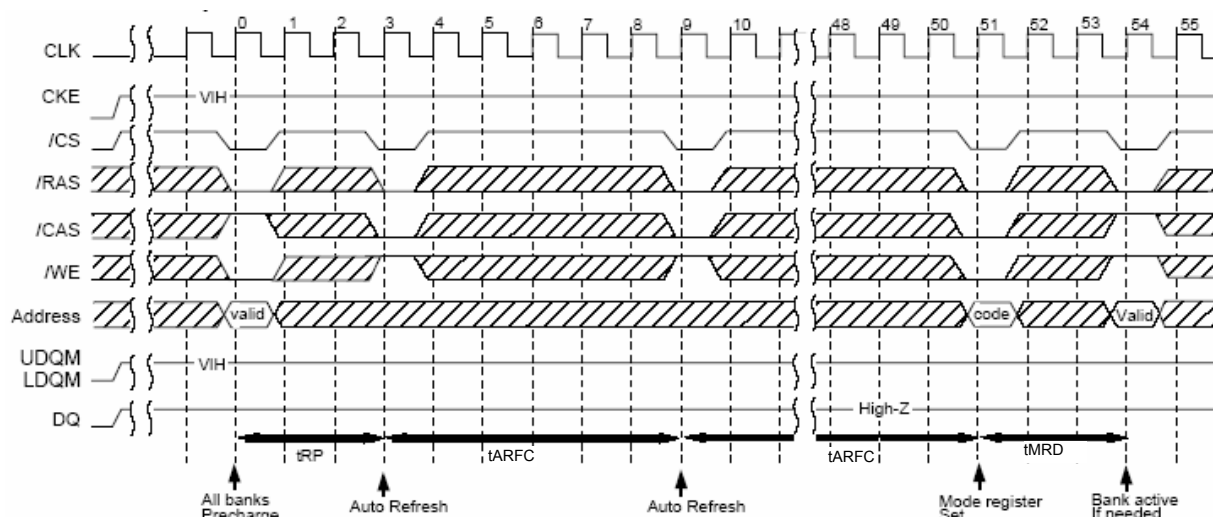 0 1 2 3 4 5 6 7 8 9 10 48 49 50 51 52 53 54 55
CLK
CKE VIH
/CS
/RAS
/CAS
/WE
Address valid code Valid
UDQM
LDQM VIH
DQ High-Z
tRP tARFC tARFC tMRD
All banks
Precharge
Auto Refresh
Auto Refresh
Mode register
Set
Bank active
If needed